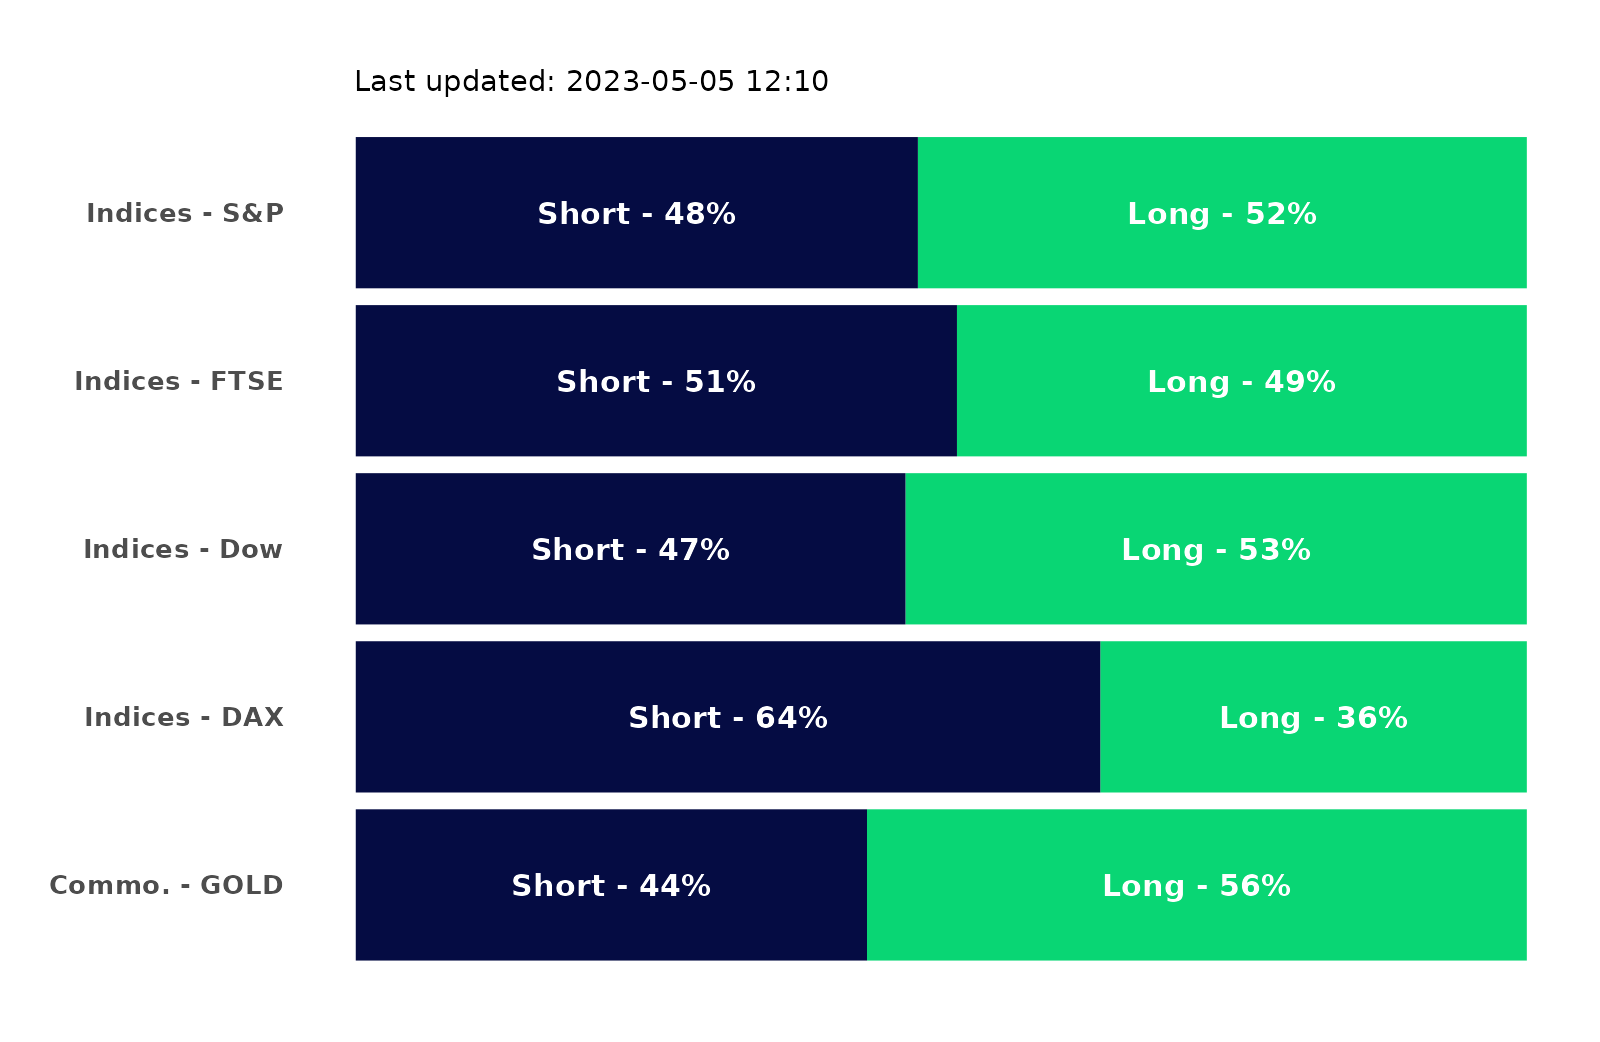 Last updated: 2023-05-05 12:10
Indices - S&P Short - 48% Long - 52%
Indices - FTSE Short - 51% Long - 49%
Indices - Dow Short - 47% Long - 53%
Indices - DAX Short - 64% Long - 36%
Commo. - GOLD Short - 44% Long - 56%